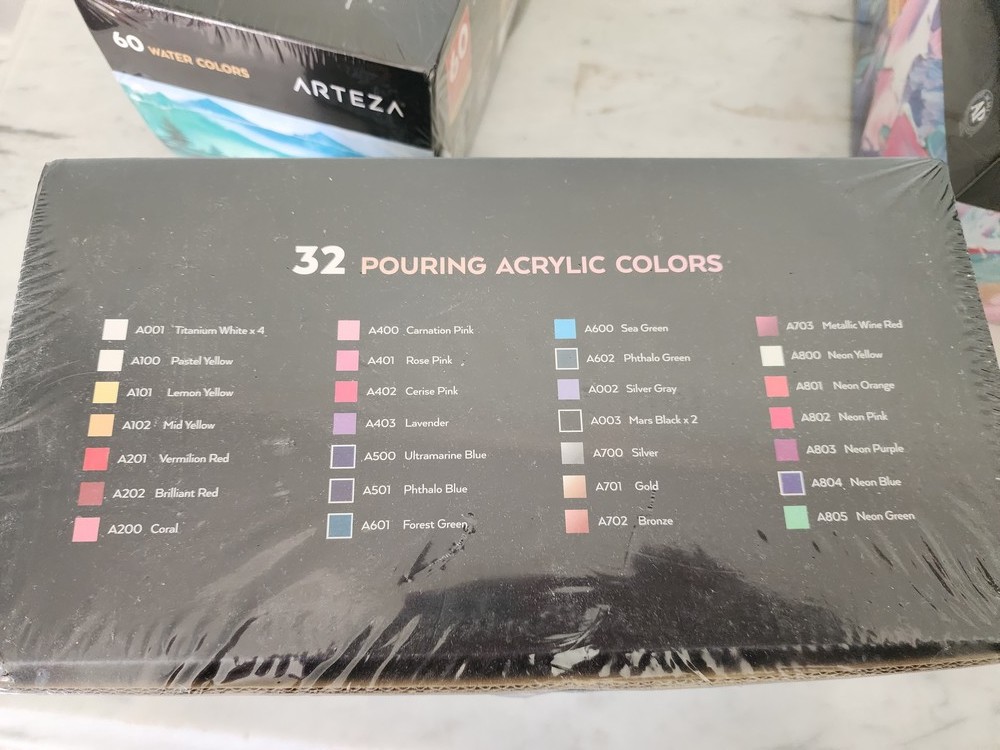 60 WATER COLORS
ARTEZA
60
AP
32 POURING ACRYLIC COLORS
A001 Titanium White x 4
A100 Pastel Yellow
A101 Lemon Yellow
A102 Mid Yellow
A201 Vermilion Red
A202 Brilliant Red
A200 Coral
A400 Carnation Pink
A401 Rose Pink
A402 Cerise Pink
A403 Lavender
A500 Ultramarine Blue
A501 Phthalo Blue
A601 Forest Green
A600 Sea Green
A602 Phthalo Green
A002 Silver Gray
A003 Mars Black x 2
A700 Silver
A701 Gold
A702 Bronze
A703 Metallic Wine Red
A800 Neon Yellow
A801 Neon Orange
A802 Neon Pink
A803 Neon Purple
A804 Neon Blue
A805 Neon Green